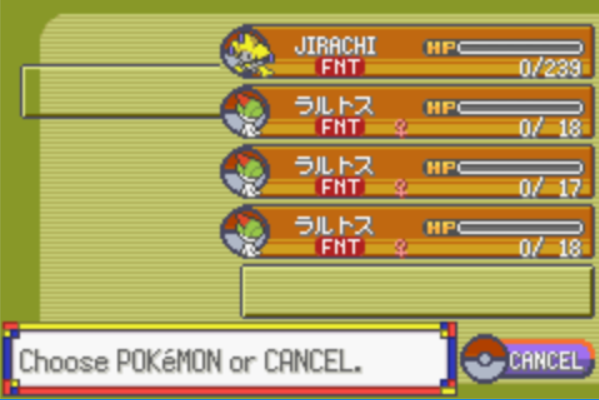 JIRACHI HP
FNT 0/239
ラルトス HP
FNT ♀ 0/ 18
ラルトス HP
FNT ♀ 0/ 17
ラルトス HP
FNT ♀ 0/ 18
Choose POKéMON or CANCEL.
CANCEL